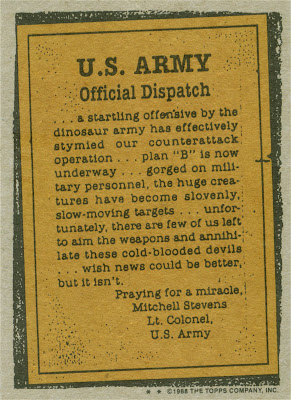 U.S. ARMY
Official Dispatch
. . . a startling offensive by the
dinosaur army has effectively
stymied our counterattack
operation . . . plan "B" is now
underway . . . gorged on mili-
tary personnel, the huge crea-
tures have become slovenly,
slow-moving targets . . . unfor-
tunately, there are few of us left
to aim the weapons and annihi-
late these cold-blooded devils
. . . wish news could be better,
but it isn't.
Praying for a miracle,
Mitchell Stevens
Lt. Colonel,
U.S. Army
* * ©1988 THE TOPPS COMPANY, INC.